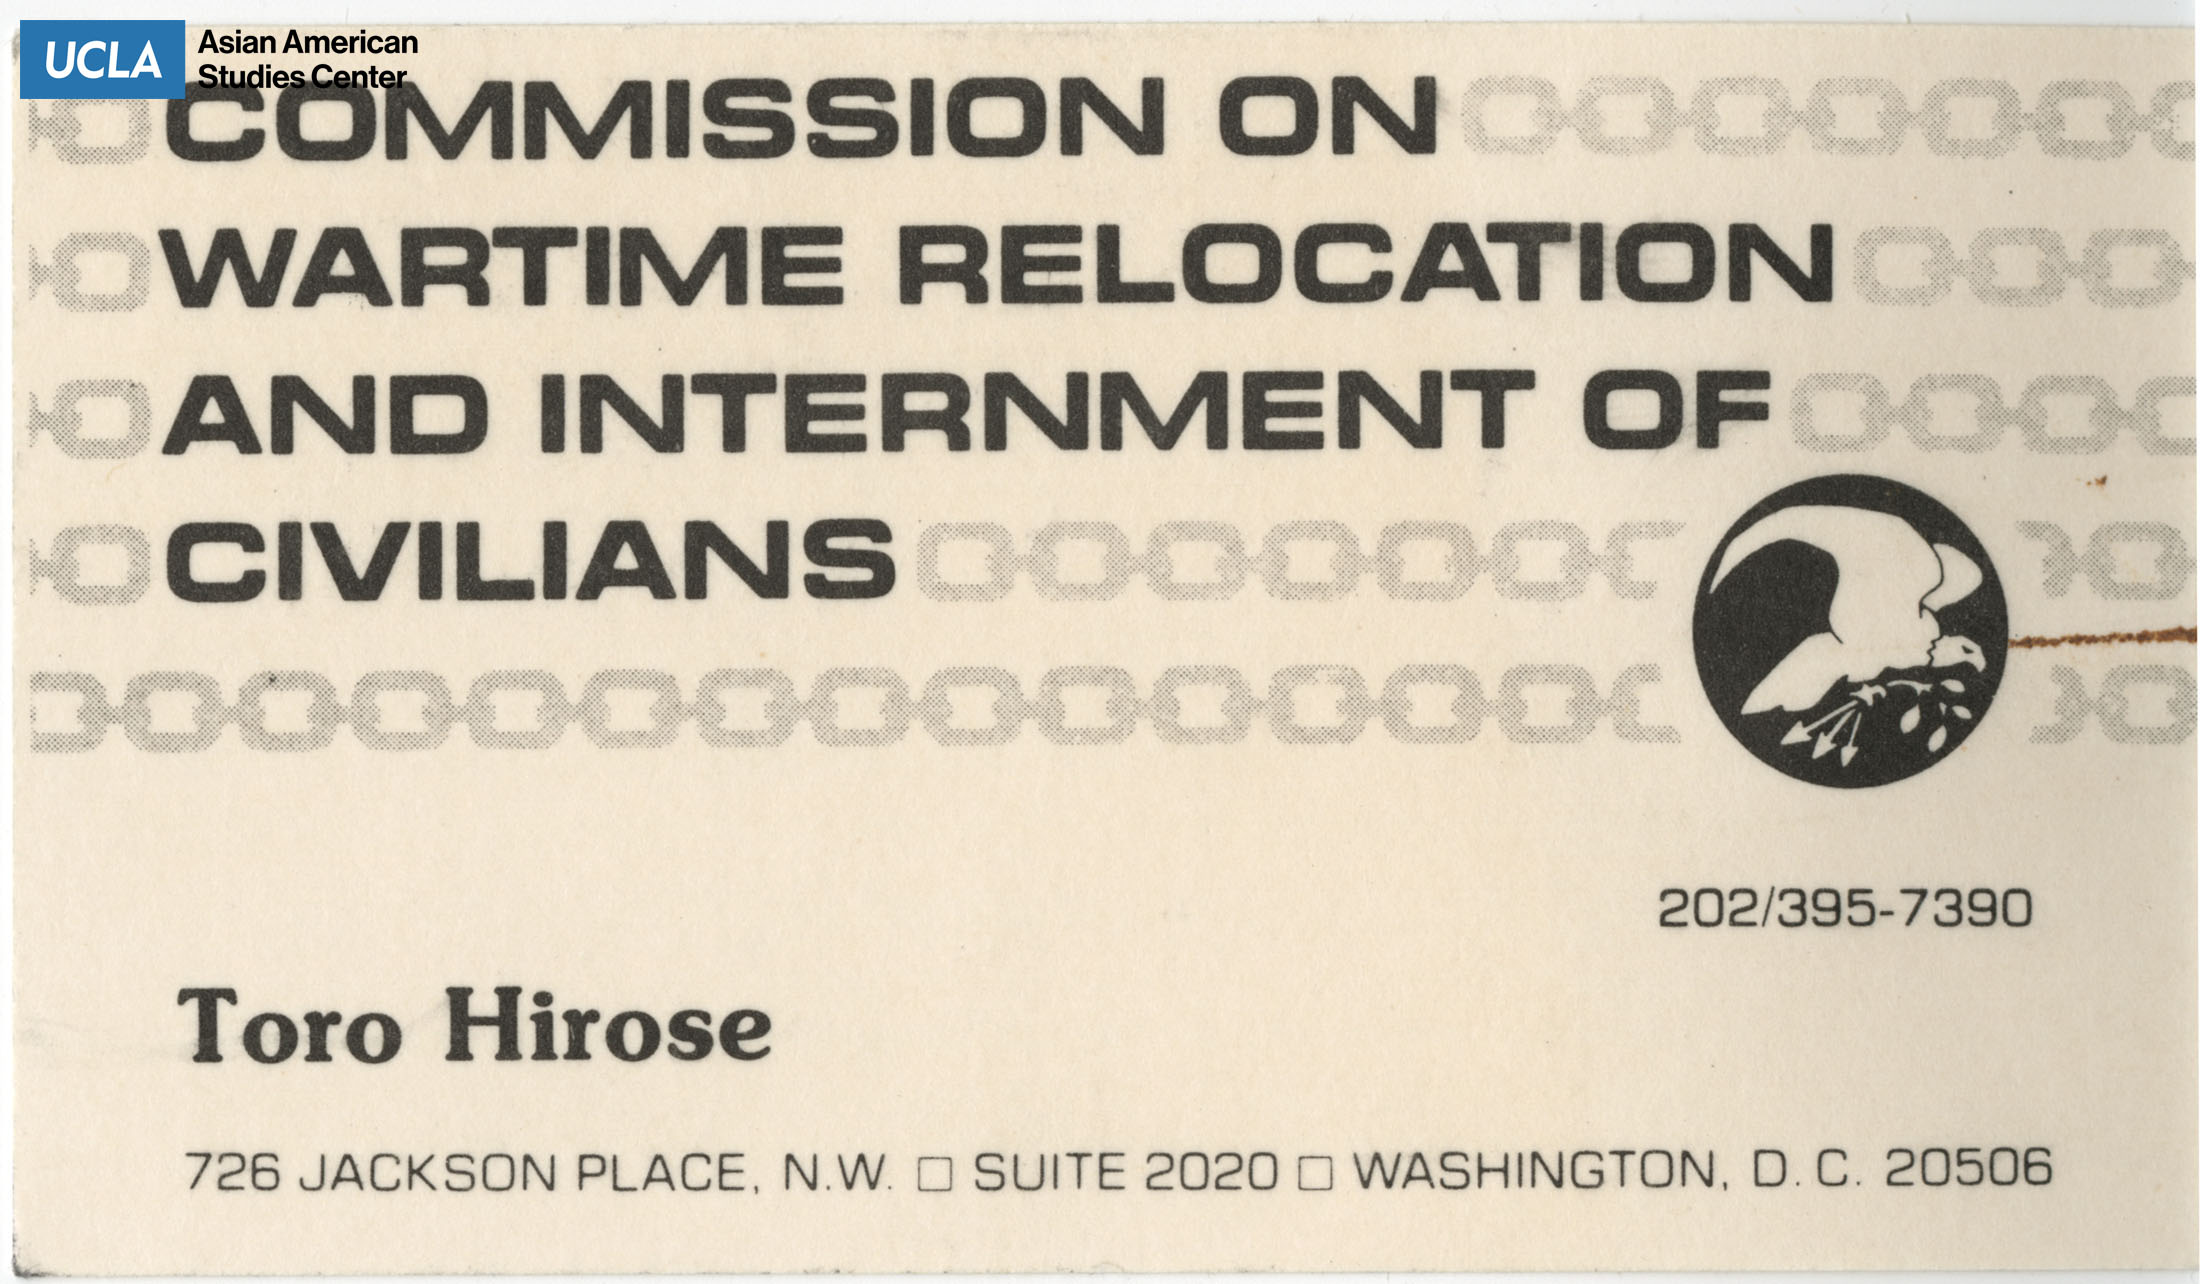 UCLA Asian American
Studies Center
COMMISSION ON
WARTIME RELOCATION
AND INTERNMENT OF
CIVILIANS
202/395-7390
Toro Hirose
726 JACKSON PLACE, N.W. □ SUITE 2020 □ WASHINGTON, D.C. 20506